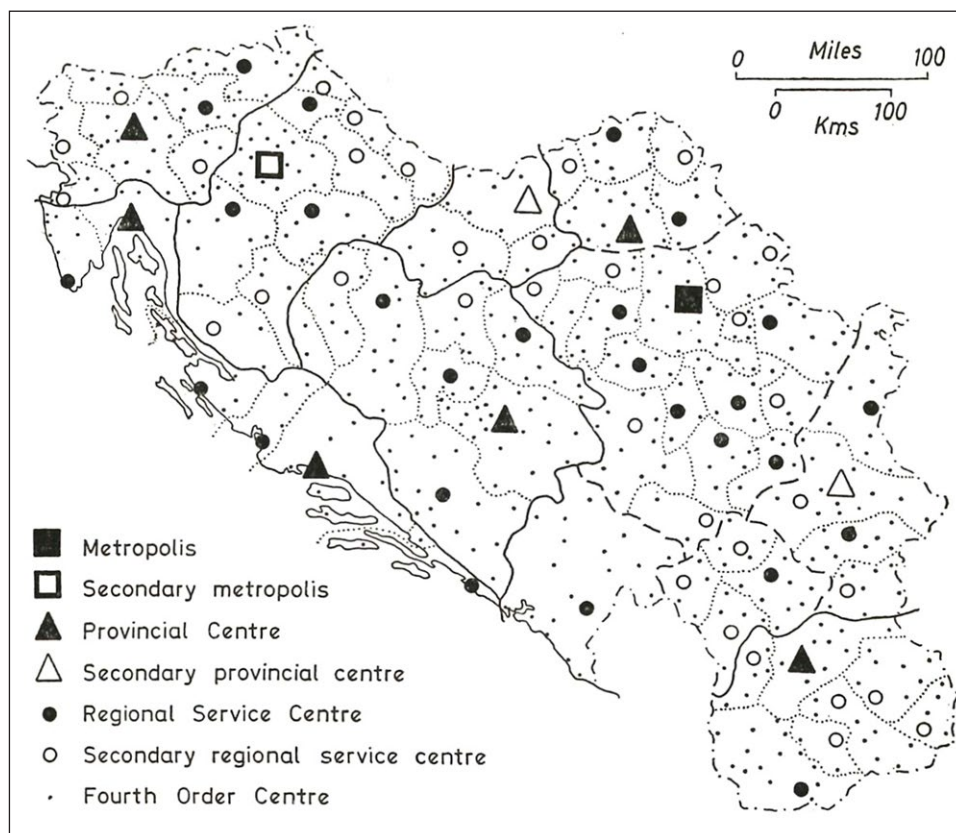 Miles
0 100
0 100
Kms
Metropolis
Secondary metropolis
Provincial Centre
Secondary provincial centre
Regional Service Centre
Secondary regional service centre
Fourth Order Centre